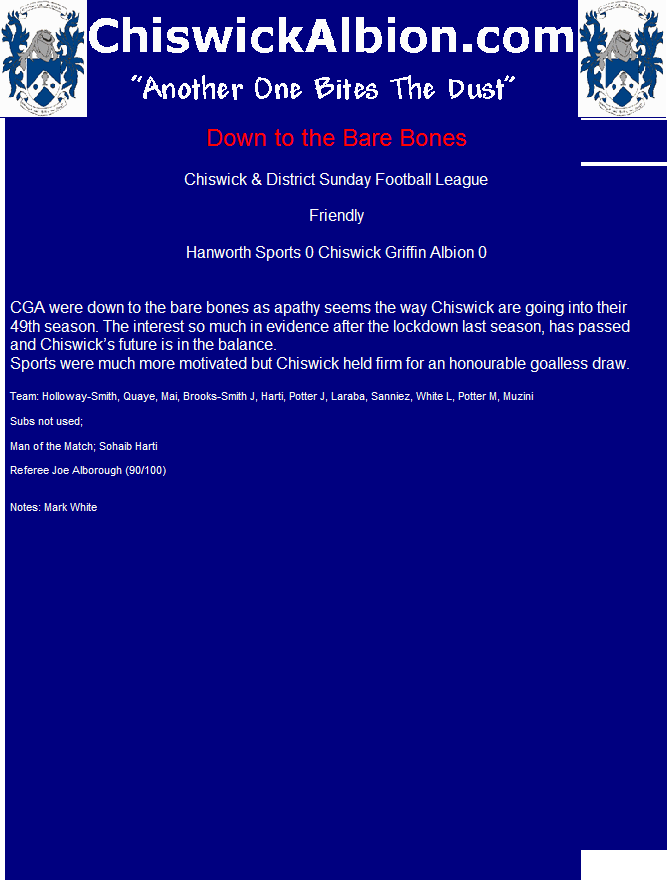 ChiswickAlbion.com
"Another One Bites The Dust"
Down to the Bare Bones
Chiswick & District Sunday Football League
Friendly
Hanworth Sports 0 Chiswick Griffin Albion 0
CGA were down to the bare bones as apathy seems the way Chiswick are going into their
49th season. The interest so much in evidence after the lockdown last season, has passed
and Chiswick's future is in the balance.
Sports were much more motivated but Chiswick held firm for an honourable goalless draw.
Team: Holloway-Smith, Quaye, Mai, Brooks-Smith J, Harti, Potter J, Laraba, Sanniez, White L, Potter M, Muzini
Subs not used;
Man of the Match; Sohaib Harti
Referee Joe Alborough (90/100)
Notes: Mark White